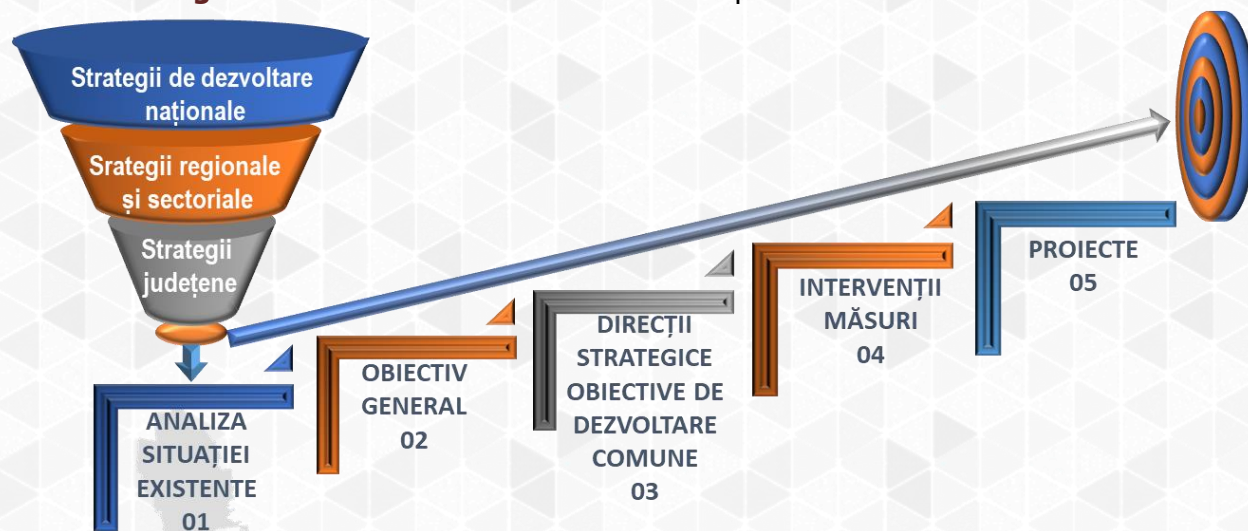 Strategii de dezvoltare
naționale
Srategii regionale
și sectoriale
Strategii
județene
ANALIZA
SITUAȚIEI
EXISTENTE
01
OBIECTIV
GENERAL
02
DIRECȚII
STRATEGICE
OBIECTIVE DE
DEZVOLTARE
COMUNE
03
INTERVENȚII
MĂSURI
04
PROIECTE
05